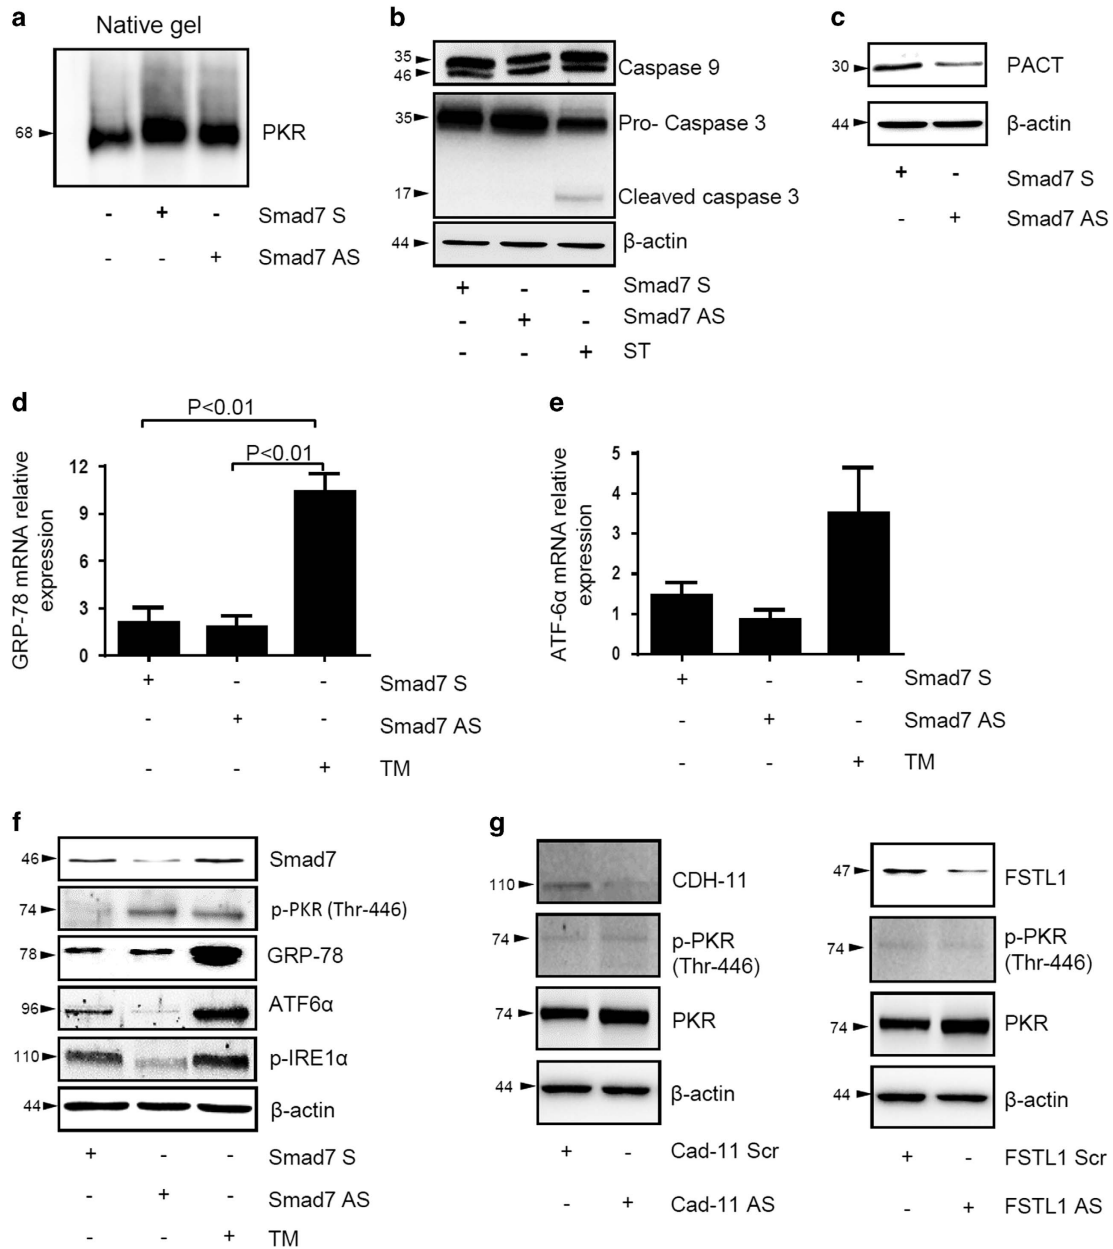 a
Native gel
68 PKR
- + - Smad7 S
- - + Smad7 AS
b
35
46 Caspase 9
35 Pro- Caspase 3
17 Cleaved caspase 3
44 β-actin
+ - - Smad7 S
- + - Smad7 AS
- - + ST
c
30 PACT
44 β-actin
+ - Smad7 S
- + Smad7 AS
d
P<0.01
P<0.01
GRP-78 mRNA relative
expression
12
9
6
3
0
+ - - Smad7 S
- + - Smad7 AS
- - + TM
e
ATF-6α mRNA relative
expression
5
4
3
2
1
0
+ - - Smad7 S
- + - Smad7 AS
- - + TM
f
46 Smad7
74 p-PKR (Thr-446)
78 GRP-78
96 ATF6α
110 p-IRE1α
44 β-actin
+ - - Smad7 S
- + - Smad7 AS
- - + TM
g
110 CDH-11
74 p-PKR
(Thr-446)
74 PKR
44 β-actin
+ - Cad-11 Scr
- + Cad-11 AS
47 FSTL1
74 p-PKR
(Thr-446)
74 PKR
44 β-actin
+ - FSTL1 Scr
- + FSTL1 AS